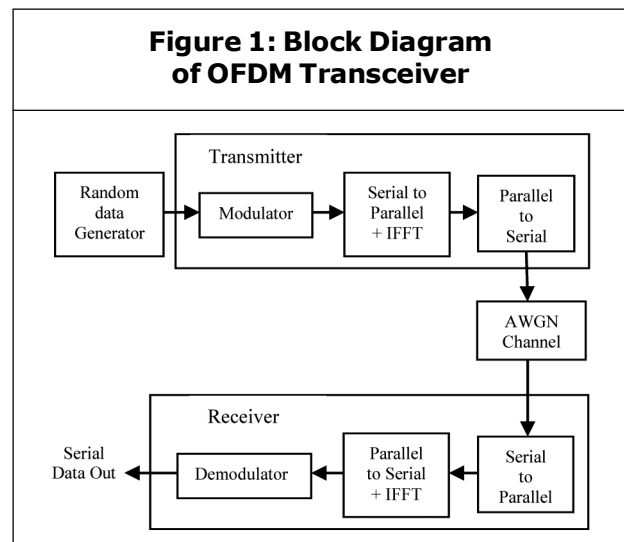 Figure 1: Block Diagram
of OFDM Transceiver
Transmitter
Random
data
Generator
Modulator
Serial to
Parallel
+ IFFT
Parallel
to
Serial
AWGN
Channel
Receiver
Serial
to
Parallel
Parallel
to Serial
+ IFFT
Demodulator
Serial
Data Out